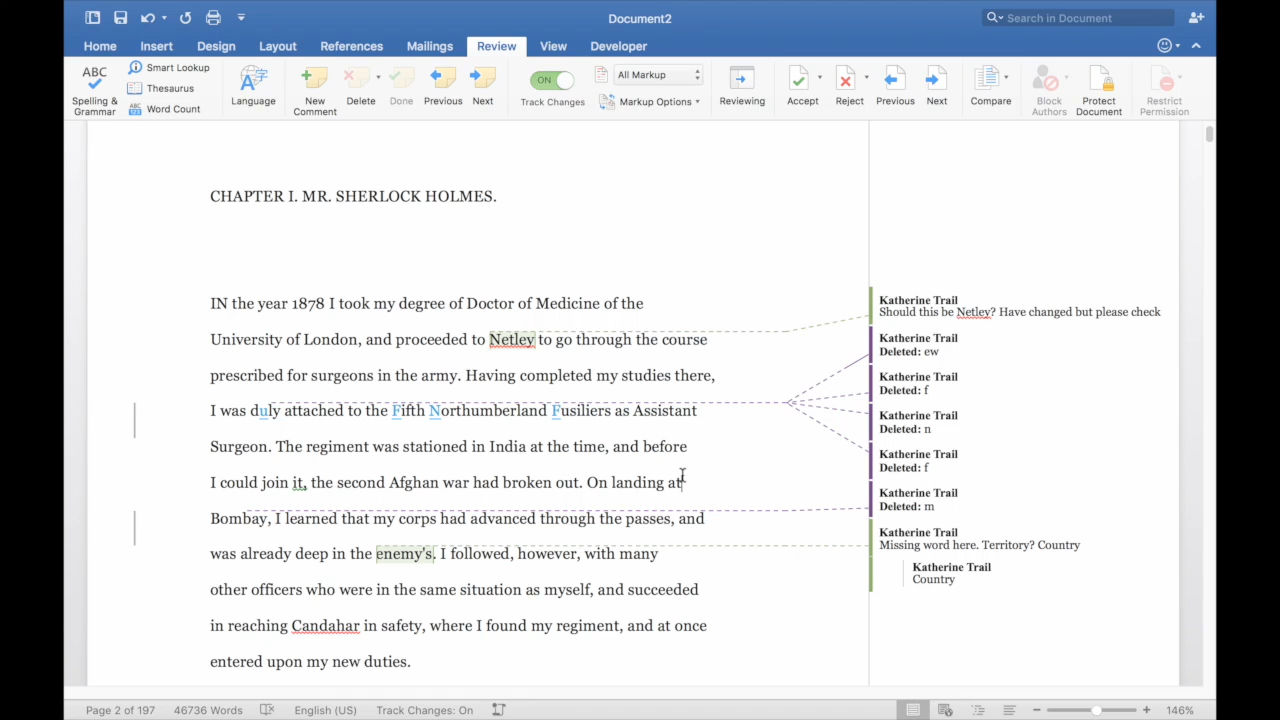 Document2
Search in Document
Home Insert Design Layout References Mailings Review View Developer
ABC
Spelling & Grammar
Smart Lookup
Thesaurus
ABC 123 Word Count
A
Language
New Comment
Delete
Done
Previous
Next
ON
Track Changes
All Markup
Markup Options
Reviewing
Accept
Reject
Previous
Next
Compare
Block Authors
Protect Document
Restrict Permission
CHAPTER I. MR. SHERLOCK HOLMES.
IN the year 1878 I took my degree of Doctor of Medicine of the
University of London, and proceeded to Netley to go through the course
prescribed for surgeons in the army. Having completed my studies there,
I was duly attached to the Fifth Northumberland Fusiliers as Assistant
Surgeon. The regiment was stationed in India at the time, and before
I could join it, the second Afghan war had broken out. On landing at
Bombay, I learned that my corps had advanced through the passes, and
was already deep in the enemy's. I followed, however, with many
other officers who were in the same situation as myself, and succeeded
in reaching Candahar in safety, where I found my regiment, and at once
entered upon my new duties.
Katherine Trail
Should this be Netley? Have changed but please check
Katherine Trail
Deleted: ew
Katherine Trail
Deleted: f
Katherine Trail
Deleted: n
Katherine Trail
Deleted: f
Katherine Trail
Deleted: m
Katherine Trail
Missing word here. Territory? Country
Katherine Trail
Country
Page 2 of 197 46736 Words English (US) Track Changes: On 146%